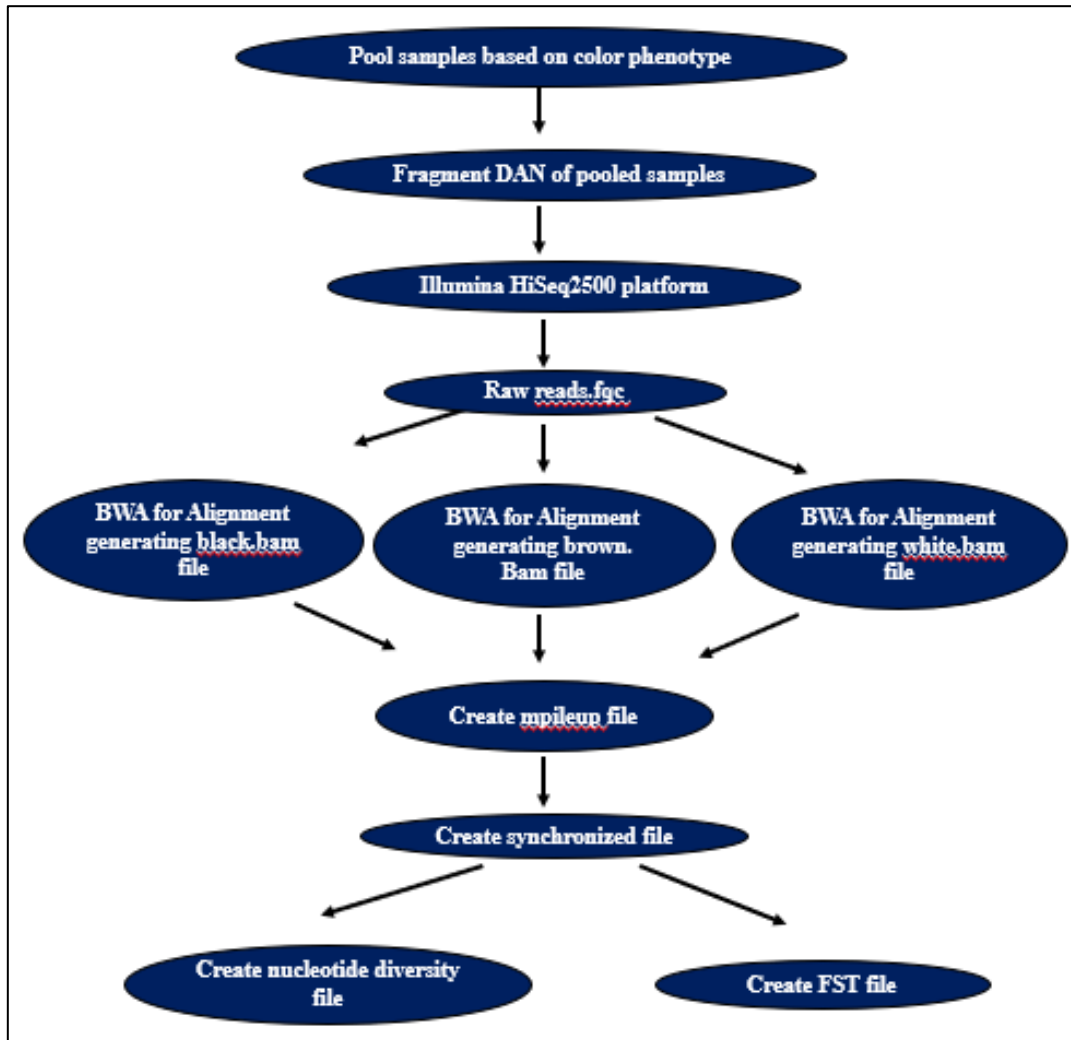 Pool samples based on color phenotype
Fragment DAN of pooled samples
Illumina HiSeq2500 platform
Raw reads.fqc
BWA for Alignment
generating black.bam
file
BWA for Alignment
generating brown.
Bam file
BWA for Alignment
generating white.bam
file
Create mpileup file
Create synchronized file
Create nucleotide diversity
file
Create FST file